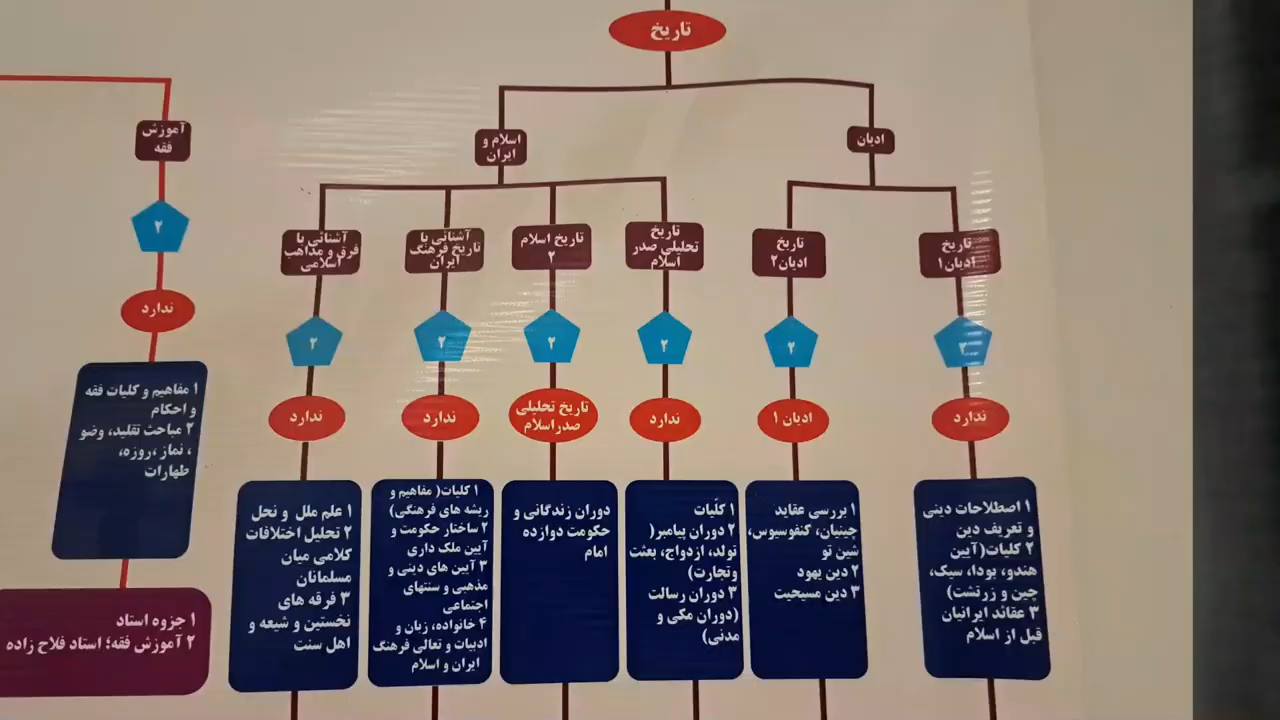 تاریخ
ادیان
اسلام و
ایران
تاریخ
ادیان۱
تاریخ
ادیان۲
تاریخ
تحلیلی صدر
اسلام
تاریخ اسلام
۲
آشنائی با
تاریخ فرهنگ
ایران
آشنائی با
فرق و مذاهب
اسلامی
آموزش
فقه
۲
۲
۲
۲
۲
۲
ندارد
ادیان ۱
ندارد
تاریخ تحلیلی
صدراسلام
ندارد
ندارد
ندارد
۱ اصطلاحات دینی
و تعریف دین
۲ کلیات(آیین
هندو، بودا، سیک،
چین و زرتشت)
۳ عقائد ایرانیان
قبل از اسلام
۱ بررسی عقاید
چینیان، کنفوسیوس،
شین تو
۲ دین یهود
۳ دین مسیحیت
۱ کلّیات
۲ دوران پیامبر(
تولد، ازدواج، بعثت
وتجارت)
۳ دوران رسالت
(دوران مکی و
مدنی)
دوران زندگانی و
حکومت دوازده
امام
۱ کلیات( مفاهیم و
ریشه های فرهنگی)
۲ ساختار حکومت و
آیین ملک داری
۳ آیین های دینی و
مذهبی و سنتهای
اجتماعی
۴ خانواده، زبان و
ادبیات و تعالی فرهنگ
ایران و اسلام
۱ علم ملل و نحل
۲ تحلیل اختلافات
کلامی میان
مسلمانان
۳ فرقه های
نخستین و شیعه و
اهل سنت
۱ مفاهیم و کلیات فقه
و احکام
۲ مباحث تقلید، وضو
، نماز ،روزه،
طهارات
۱ جزوه استاد
۲ آموزش فقه؛ استاد فلاح زاده